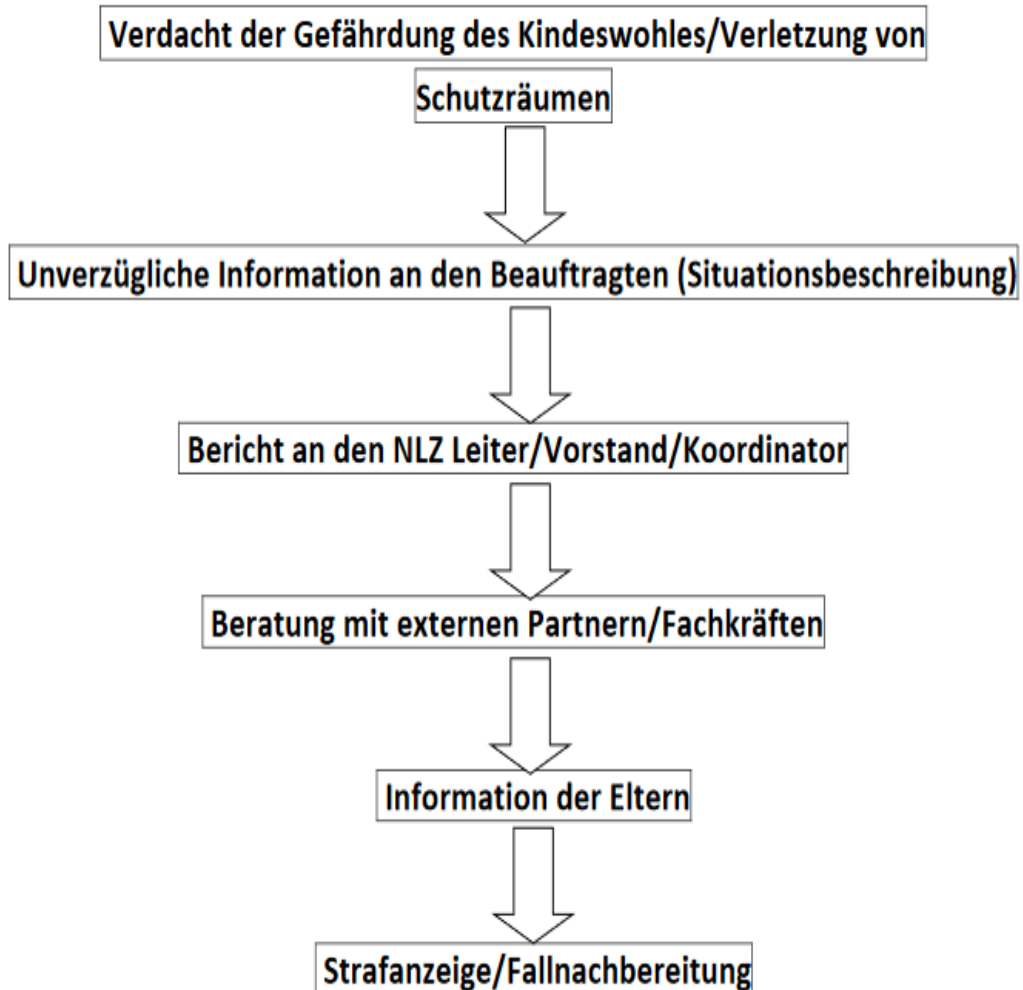 Verdacht der Gefährdung des Kindeswohles/Verletzung von
Schutzräumen
Unverzügliche Information an den Beauftragten (Situationsbeschreibung)
Bericht an den NLZ Leiter/Vorstand/Koordinator
Beratung mit externen Partnern/Fachkräften
Information der Eltern
Strafanzeige/Fallnachbereitung